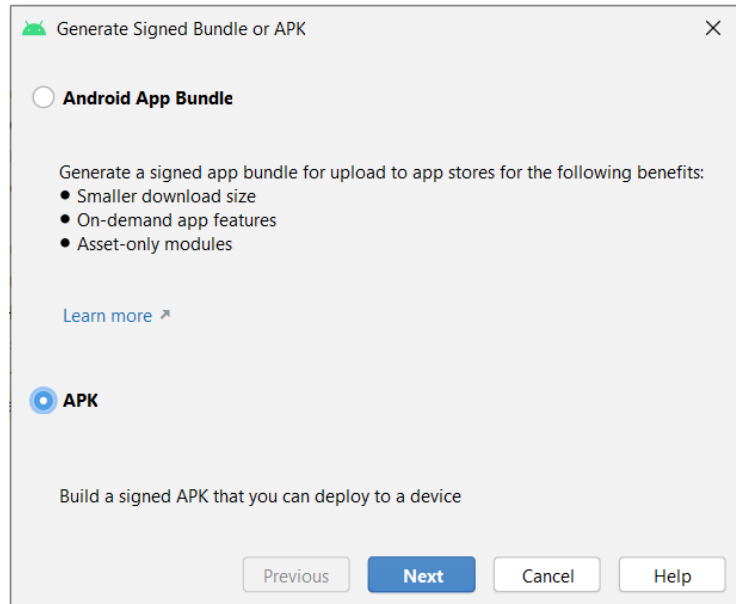 Generate Signed Bundle or APK
Android App Bundle
Generate a signed app bundle for upload to app stores for the following benefits:
● Smaller download size
● On-demand app features
● Asset-only modules
Learn more ↗
APK
Build a signed APK that you can deploy to a device
Previous Next Cancel Help